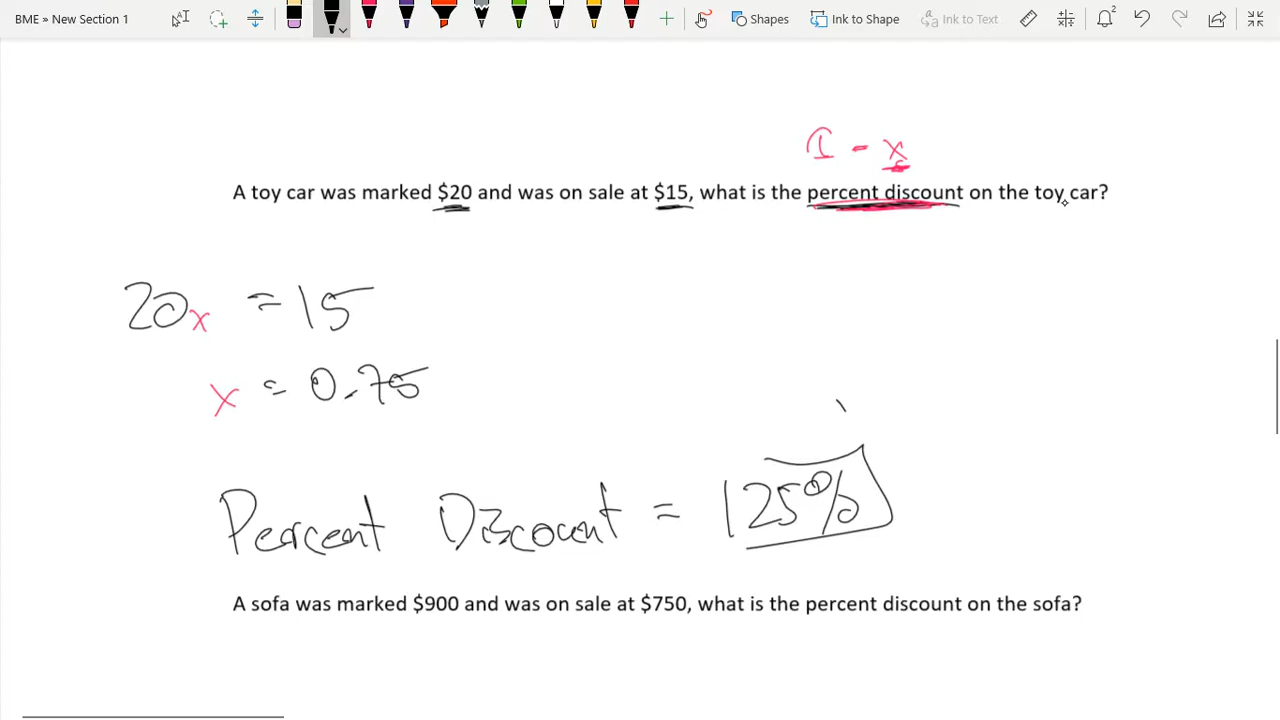 BME » New Section 1 Shapes Ink to Shape Ink to Text 2
1 - x
A toy car was marked $20 and was on sale at $15, what is the percent discount on the toy car?
20x = 15
x = 0.75
Percent Discount = 25%
A sofa was marked $900 and was on sale at $750, what is the percent discount on the sofa?